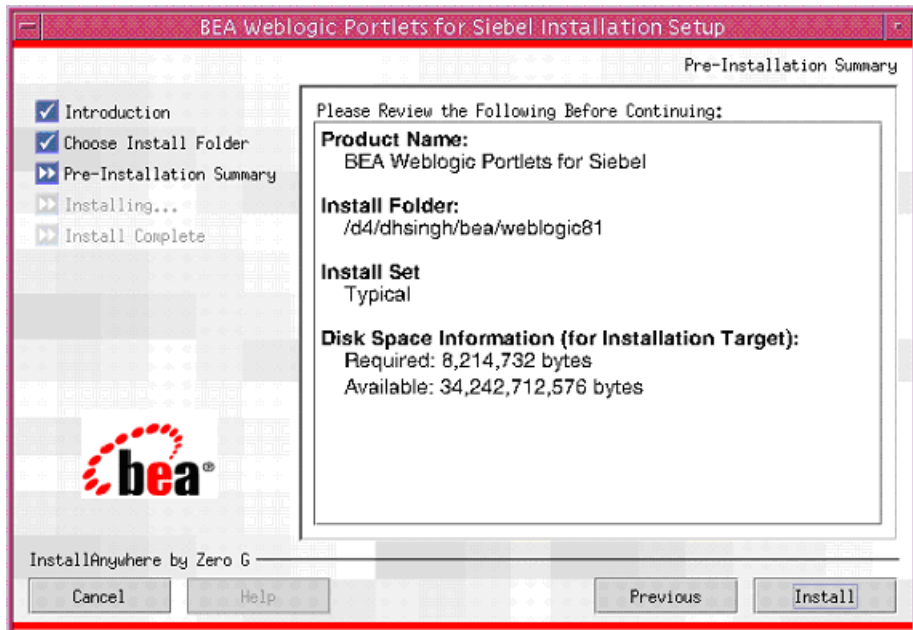 BEA Weblogic Portlets for Siebel Installation Setup
Pre-Installation Summary
Introduction
Choose Install Folder
Pre-Installation Summary
Installing...
Install Complete
Please Review the Following Before Continuing:
Product Name:
BEA Weblogic Portlets for Siebel
Install Folder:
/d4/dhsingh/bea/weblogic81
Install Set
Typical
Disk Space Information (for Installation Target):
Required: 8,214,732 bytes
Available: 34,242,712,576 bytes
bea®
InstallAnywhere by Zero G
Cancel
Help
Previous
Install